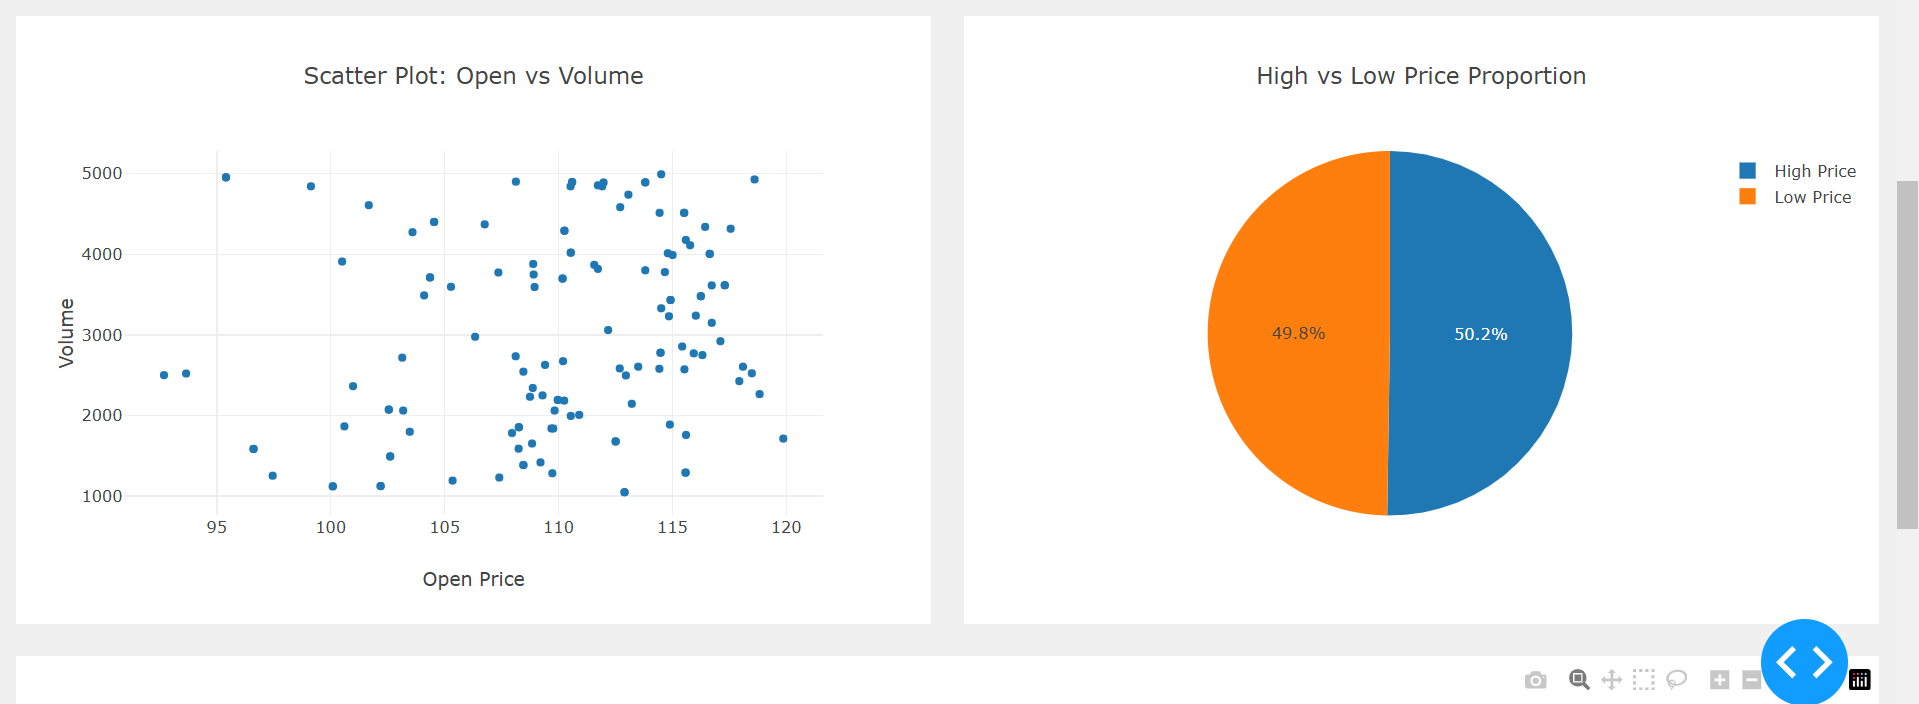 Scatter Plot: Open vs Volume
5000
4000
3000
2000
1000
Volume
95 100 105 110 115 120
Open Price
High vs Low Price Proportion
High Price
Low Price
49.8%
50.2%